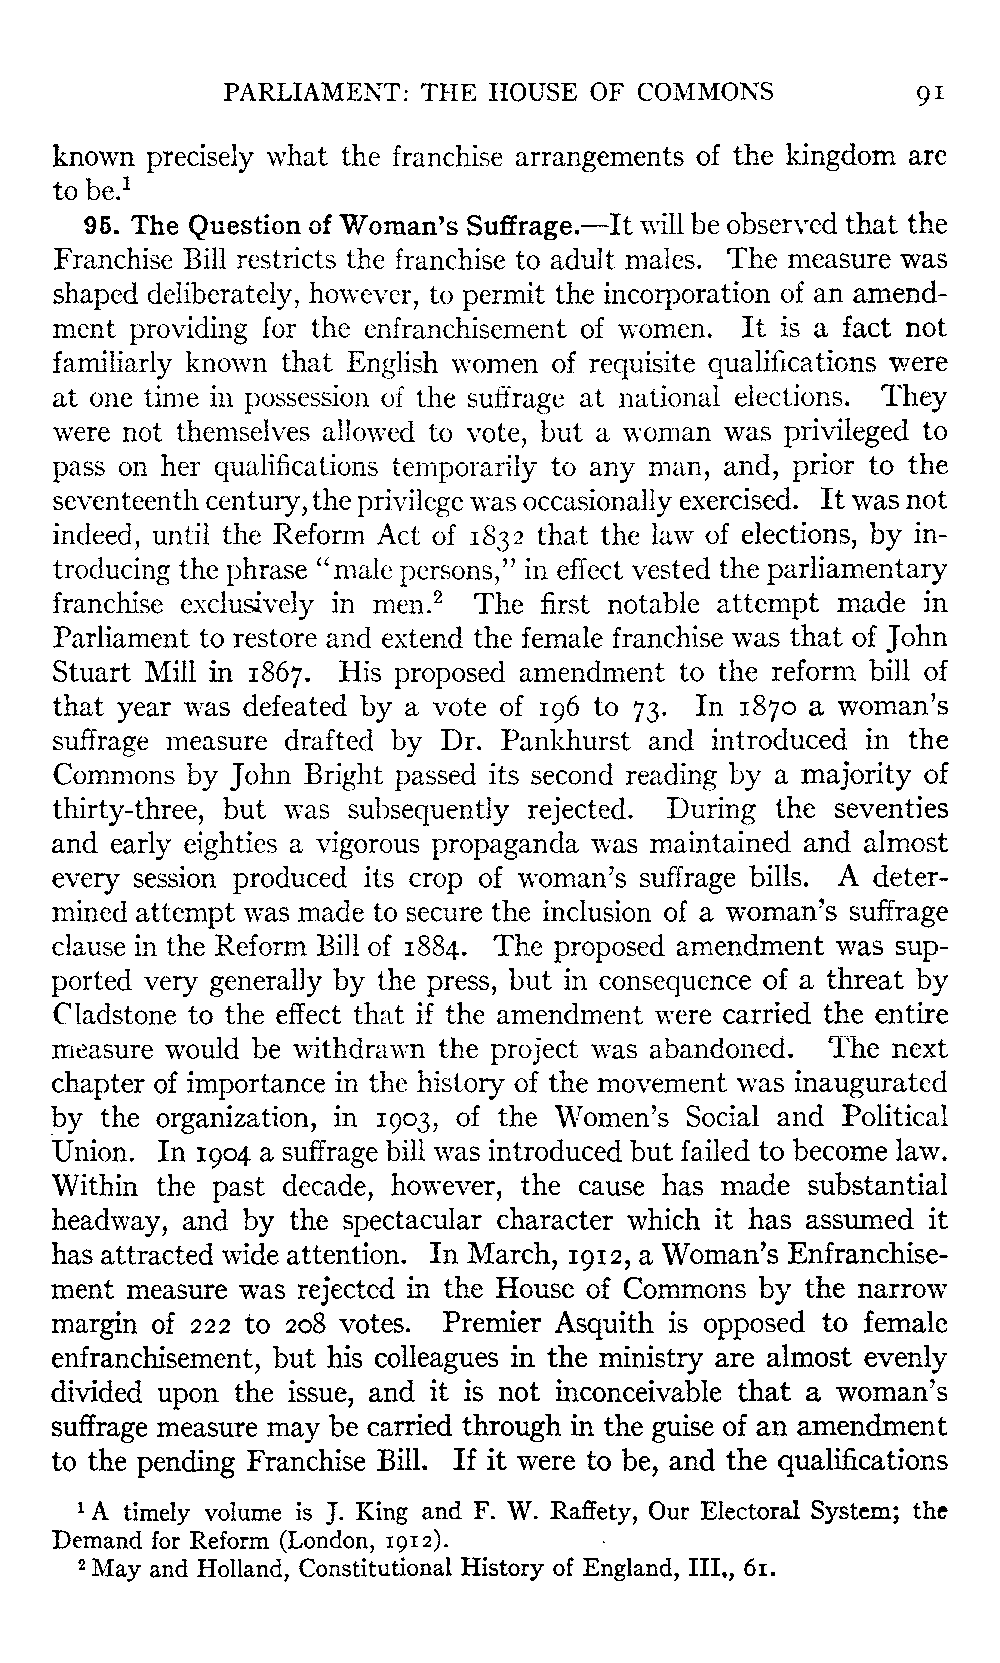 PARLIAMENT: THE HOUSE OF COMMONS 91
known precisely what the franchise arrangements of the kingdom are
to be.¹
95. The Question of Woman's Suffrage.—It will be observed that the
Franchise Bill restricts the franchise to adult males. The measure was
shaped deliberately, however, to permit the incorporation of an amend-
ment providing for the enfranchisement of women. It is a fact not
familiarly known that English women of requisite qualifications were
at one time in possession of the suffrage at national elections. They
were not themselves allowed to vote, but a woman was privileged to
pass on her qualifications temporarily to any man, and, prior to the
seventeenth century, the privilege was occasionally exercised. It was not
indeed, until the Reform Act of 1832 that the law of elections, by in-
troducing the phrase "male persons," in effect vested the parliamentary
franchise exclusively in men.² The first notable attempt made in
Parliament to restore and extend the female franchise was that of John
Stuart Mill in 1867. His proposed amendment to the reform bill of
that year was defeated by a vote of 196 to 73. In 1870 a woman's
suffrage measure drafted by Dr. Pankhurst and introduced in the
Commons by John Bright passed its second reading by a majority of
thirty-three, but was subsequently rejected. During the seventies
and early eighties a vigorous propaganda was maintained and almost
every session produced its crop of woman's suffrage bills. A deter-
mined attempt was made to secure the inclusion of a woman's suffrage
clause in the Reform Bill of 1884. The proposed amendment was sup-
ported very generally by the press, but in consequence of a threat by
Gladstone to the effect that if the amendment were carried the entire
measure would be withdrawn the project was abandoned. The next
chapter of importance in the history of the movement was inaugurated
by the organization, in 1903, of the Women's Social and Political
Union. In 1904 a suffrage bill was introduced but failed to become law.
Within the past decade, however, the cause has made substantial
headway, and by the spectacular character which it has assumed it
has attracted wide attention. In March, 1912, a Woman's Enfranchise-
ment measure was rejected in the House of Commons by the narrow
margin of 222 to 208 votes. Premier Asquith is opposed to female
enfranchisement, but his colleagues in the ministry are almost evenly
divided upon the issue, and it is not inconceivable that a woman's
suffrage measure may be carried through in the guise of an amendment
to the pending Franchise Bill. If it were to be, and the qualifications
¹ A timely volume is J. King and F. W. Raffety, Our Electoral System; the
Demand for Reform (London, 1912).
² May and Holland, Constitutional History of England, III., 61.